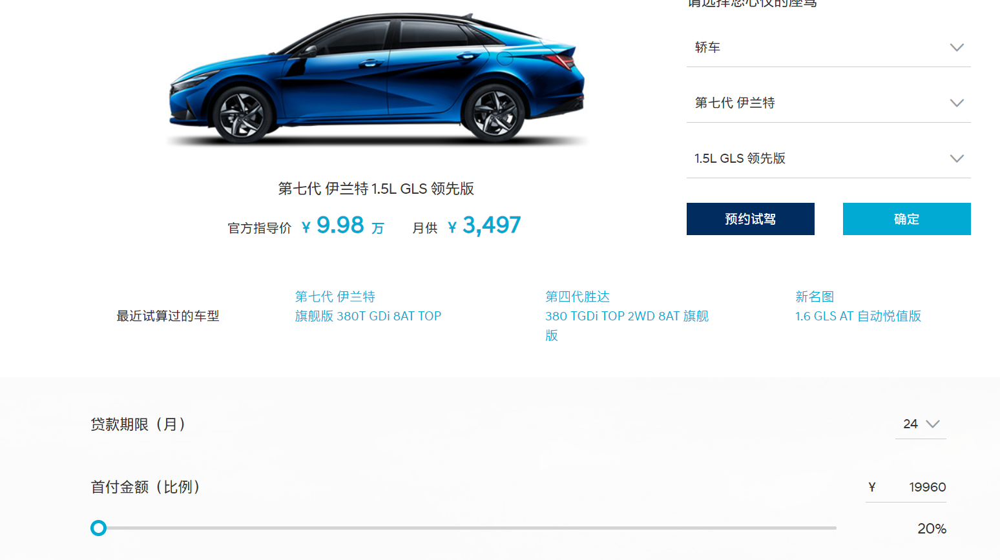 请选择您心仪的座驾
轿车
第七代 伊兰特
1.5L GLS 领先版
预约试驾
确定
第七代 伊兰特 1.5L GLS 领先版
官方指导价 ¥ 9.98 万 月供 ¥ 3,497
最近试算过的车型
第七代 伊兰特
旗舰版 380T GDi 8AT TOP
第四代胜达
380 TGDi TOP 2WD 8AT 旗舰
版
新名图
1.6 GLS AT 自动悦值版
贷款期限（月）
24
首付金额（比例）
¥ 19960
20%